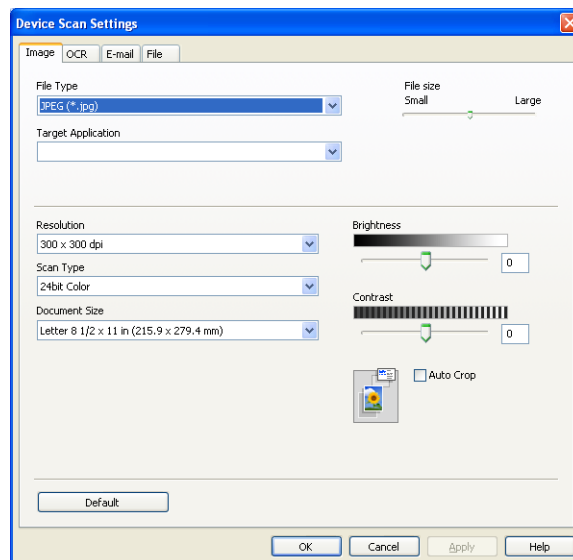 Device Scan Settings
Image OCR E-mail File
File Type
JPEG (*.jpg)
File size
Small Large
Target Application
Resolution
300 x 300 dpi
Scan Type
24bit Color
Document Size
Letter 8 1/2 x 11 in (215.9 x 279.4 mm)
Brightness
0
Contrast
0
Auto Crop
Default
OK Cancel Apply Help